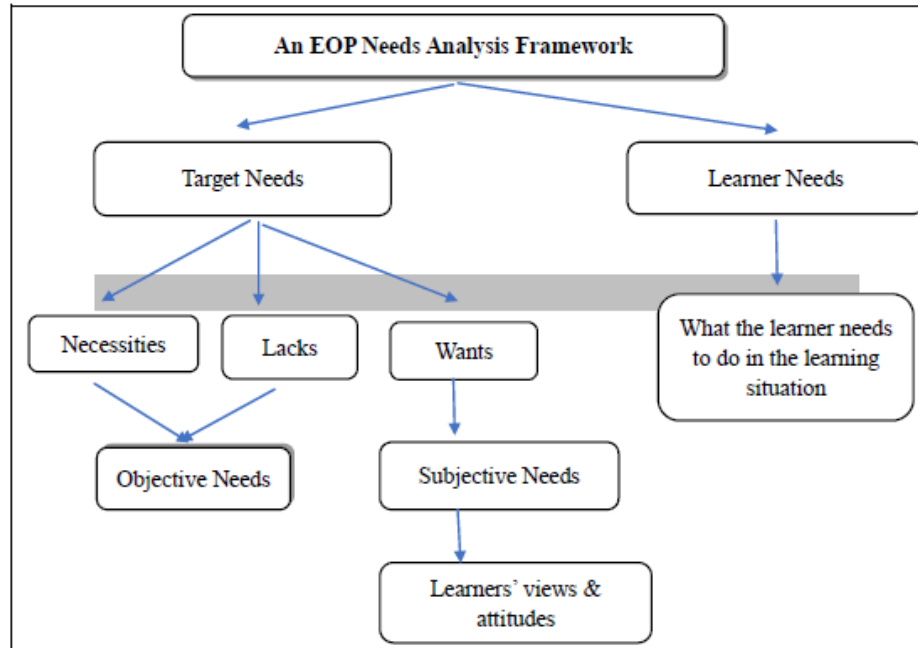 An EOP Needs Analysis Framework
Target Needs
Learner Needs
Necessities
Lacks
Wants
What the learner needs
to do in the learning
situation
Objective Needs
Subjective Needs
Learners' views &
attitudes